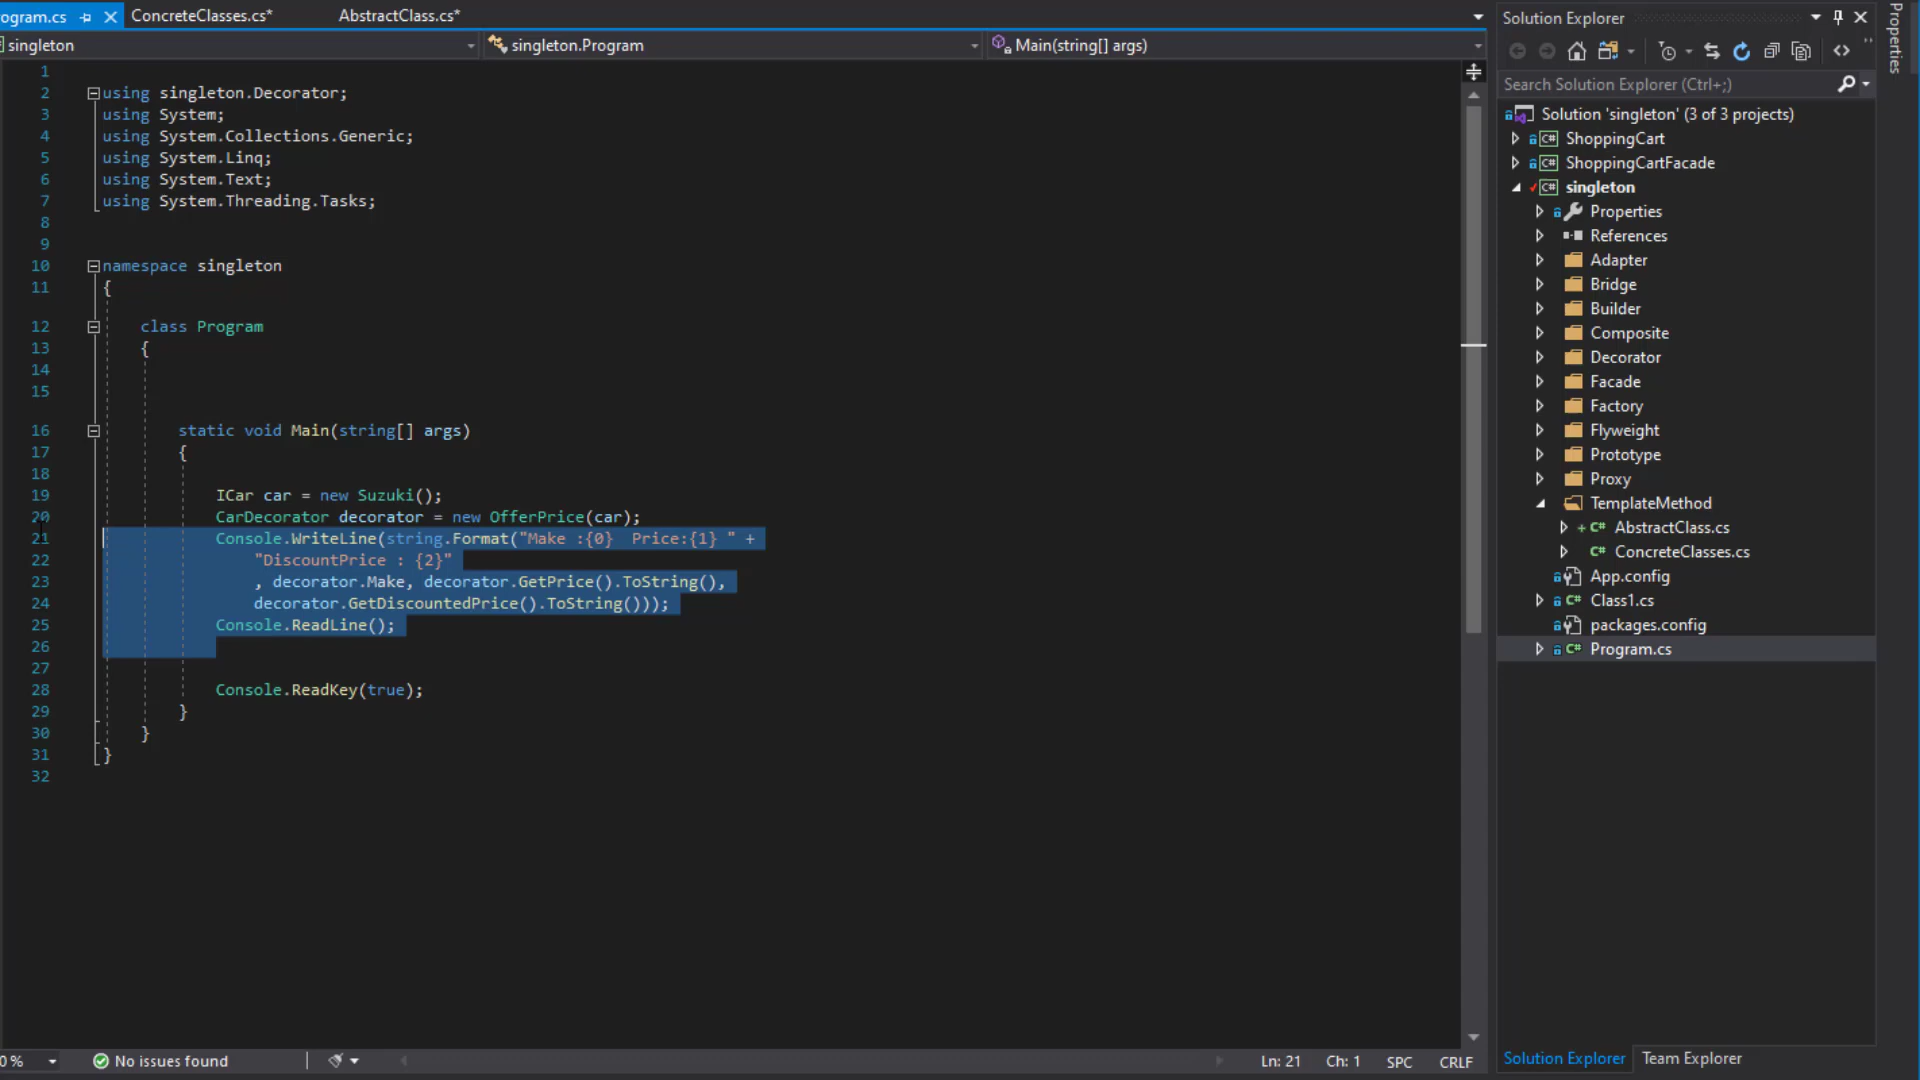 ogram.cs
ConcreteClasses.cs*
AbstractClass.cs*
singleton
singleton.Program
Main(string[] args)
1
2 using singleton.Decorator;
3 using System;
4 using System.Collections.Generic;
5 using System.Linq;
6 using System.Text;
7 using System.Threading.Tasks;
8
9
10 namespace singleton
11 {
12 class Program
13 {
14
15
16 static void Main(string[] args)
17 {
18
19 ICar car = new Suzuki();
20 CarDecorator decorator = new OfferPrice(car);
21 Console.WriteLine(string.Format("Make :{0}  Price:{1} " +
22 "DiscountPrice : {2}"
23 , decorator.Make, decorator.GetPrice().ToString(),
24 decorator.GetDiscountedPrice().ToString()));
25 Console.ReadLine();
26
27
28 Console.ReadKey(true);
29 }
30 }
31 }
32
0 %
No issues found
Ln: 21
Ch: 1
SPC
CRLF
Solution Explorer
Search Solution Explorer (Ctrl+;)
Solution 'singleton' (3 of 3 projects)
C# ShoppingCart
C# ShoppingCartFacade
C# singleton
Properties
References
Adapter
Bridge
Builder
Composite
Decorator
Facade
Factory
Flyweight
Prototype
Proxy
TemplateMethod
+ C# AbstractClass.cs
C# ConcreteClasses.cs
App.config
C# Class1.cs
packages.config
C# Program.cs
Solution Explorer
Team Explorer
Properties